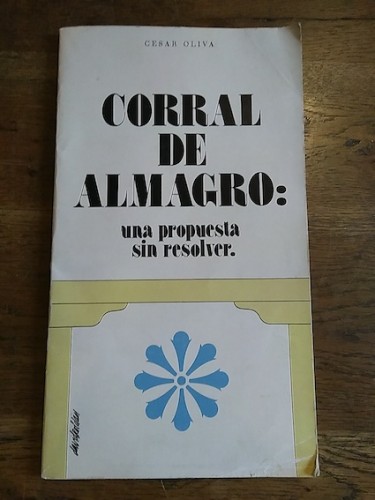 CESAR OLIVA
CORRAL
DE
ALMAGRO:
una propuesta
sin resolver.